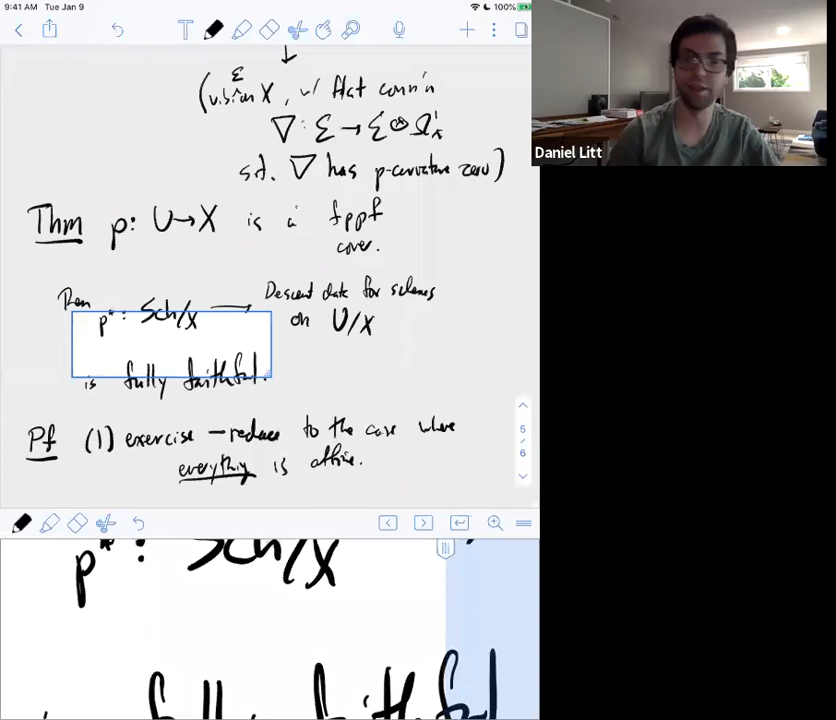 9:41 AM Tue Jan 9
100%
(v.b. ℰ on X, w/ flat conn'n
∇: ℰ → ℰ ⊗ Ω¹_X
s.t. ∇ has p-curvature zero)
Thm p: U→X is a fppf
cover.
Then p*: Sch/X → Descent data for schemes
on U/X
is fully faithful.
Pf (1) exercise – reduce to the case where
everything is affine.
5
/
6
p*: Sch/X
fully faithful
Daniel Litt